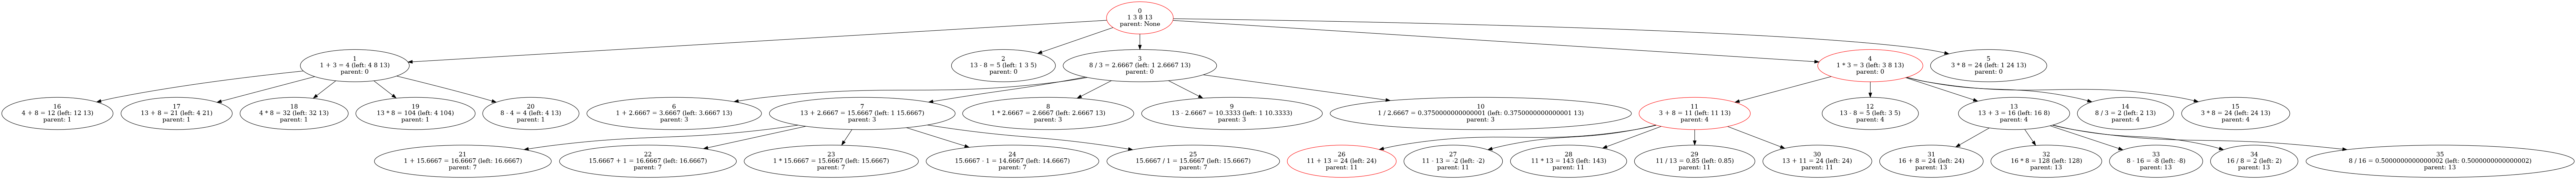 0
1 3 8 13
parent: None
1
1 + 3 = 4 (left: 4 8 13)
parent: 0
2
13 - 8 = 5 (left: 1 3 5)
parent: 0
3
8 / 3 = 2.6667 (left: 1 2.6667 13)
parent: 0
4
1 * 3 = 3 (left: 3 8 13)
parent: 0
5
3 * 8 = 24 (left: 1 24 13)
parent: 0
16
4 + 8 = 12 (left: 12 13)
parent: 1
17
13 + 8 = 21 (left: 4 21)
parent: 1
18
4 * 8 = 32 (left: 32 13)
parent: 1
19
13 * 8 = 104 (left: 4 104)
parent: 1
20
8 - 4 = 4 (left: 4 13)
parent: 1
6
1 + 2.6667 = 3.6667 (left: 3.6667 13)
parent: 3
7
13 + 2.6667 = 15.6667 (left: 1 15.6667)
parent: 3
8
1 * 2.6667 = 2.6667 (left: 2.6667 13)
parent: 3
9
13 - 2.6667 = 10.3333 (left: 1 10.3333)
parent: 3
10
1 / 2.6667 = 0.3750000000000001 (left: 0.3750000000000001 13)
parent: 3
11
3 + 8 = 11 (left: 11 13)
parent: 4
12
13 - 8 = 5 (left: 3 5)
parent: 4
13
13 + 3 = 16 (left: 16 8)
parent: 4
14
8 / 3 = 2 (left: 2 13)
parent: 4
15
3 * 8 = 24 (left: 24 13)
parent: 4
21
1 + 15.6667 = 16.6667 (left: 16.6667)
parent: 7
22
15.6667 + 1 = 16.6667 (left: 16.6667)
parent: 7
23
1 * 15.6667 = 15.6667 (left: 15.6667)
parent: 7
24
15.6667 - 1 = 14.6667 (left: 14.6667)
parent: 7
25
15.6667 / 1 = 15.6667 (left: 15.6667)
parent: 7
26
11 + 13 = 24 (left: 24)
parent: 11
27
11 - 13 = -2 (left: -2)
parent: 11
28
11 * 13 = 143 (left: 143)
parent: 11
29
11 / 13 = 0.85 (left: 0.85)
parent: 11
30
13 + 11 = 24 (left: 24)
parent: 11
31
16 + 8 = 24 (left: 24)
parent: 13
32
16 * 8 = 128 (left: 128)
parent: 13
33
8 - 16 = -8 (left: -8)
parent: 13
34
16 / 8 = 2 (left: 2)
parent: 13
35
8 / 16 = 0.5000000000000002 (left: 0.5000000000000002)
parent: 13